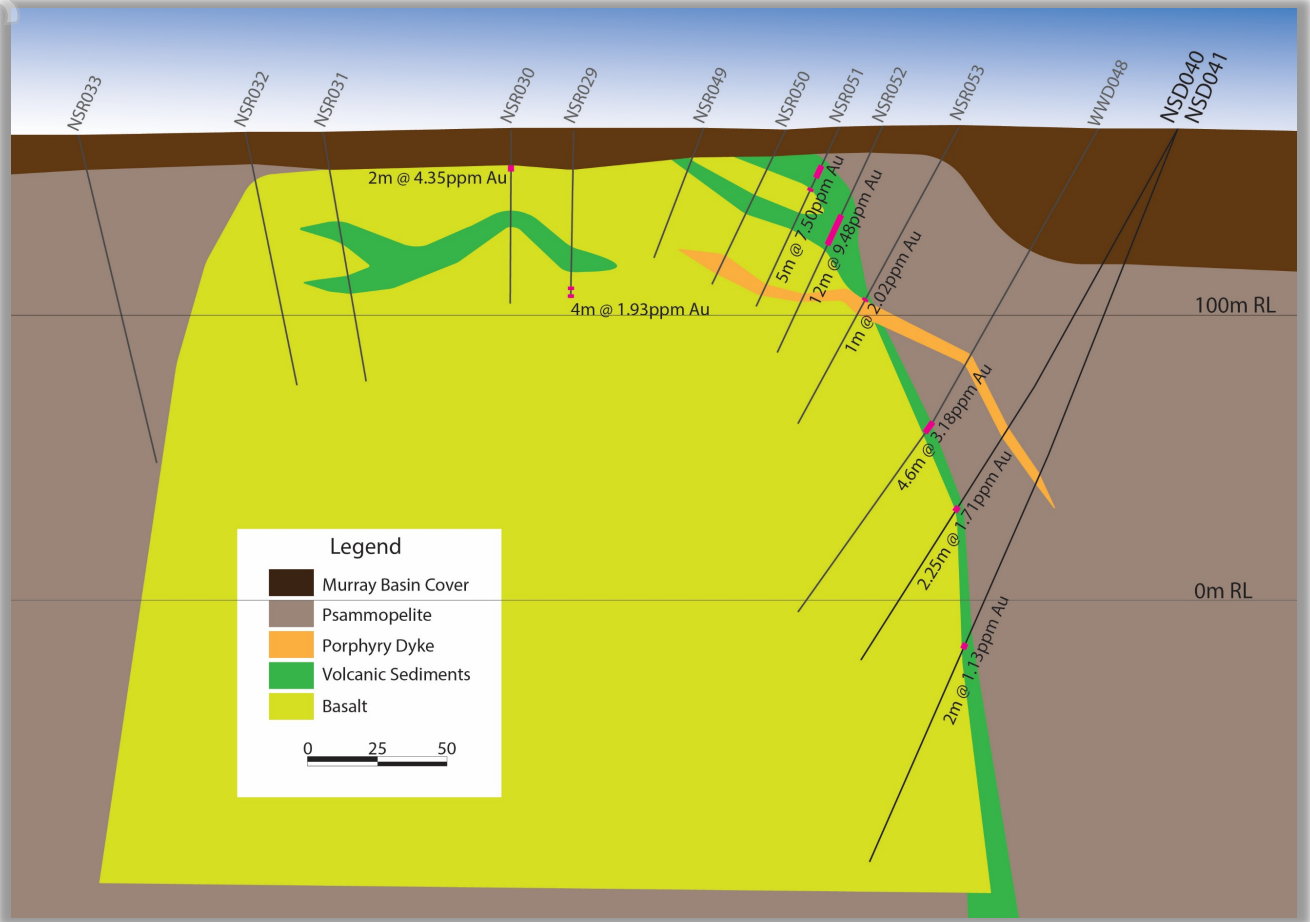 NSR033
NSR032
NSR031
NSR030
NSR029
NSR049
NSR050
NSR051
NSR052
NSR053
WWD048
NSD040
NSD041
2m @ 4.35ppm Au
4m @ 1.93ppm Au
5m @ 7.50ppm Au
12m @ 9.48ppm Au
1m @ 2.02ppm Au
4.6m @ 3.18ppm Au
2.25m @ 1.71ppm Au
2m @ 1.13ppm Au
100m RL
0m RL
Legend
Murray Basin Cover
Psammopelite
Porphyry Dyke
Volcanic Sediments
Basalt
0 25 50